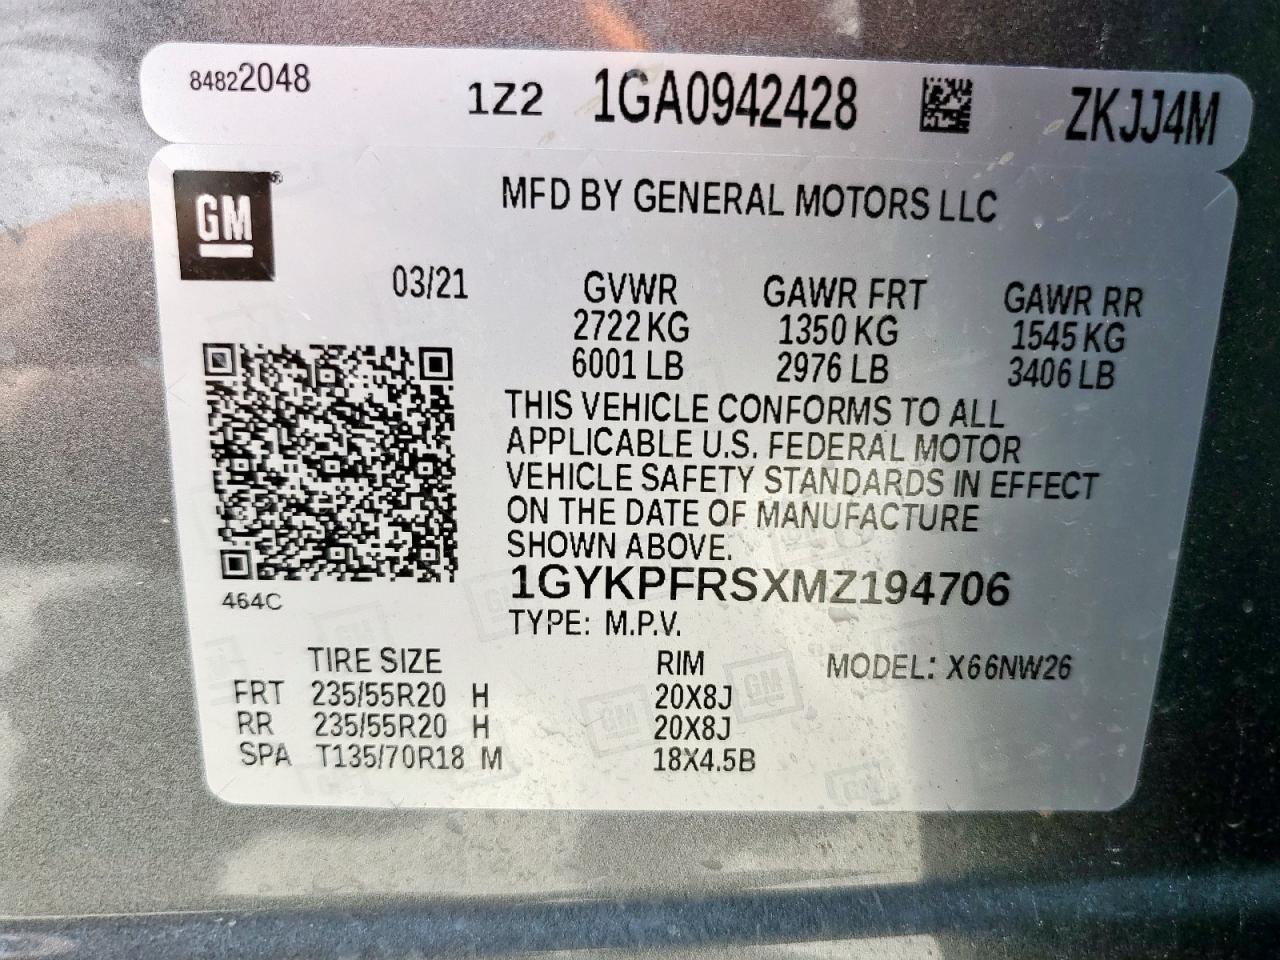 84822048 1Z2 1GA0942428 ZKJJ4M
GM
MFD BY GENERAL MOTORS LLC
03/21 GVWR GAWR FRT GAWR RR
2722 KG 1350 KG 1545 KG
6001 LB 2976 LB 3406 LB
THIS VEHICLE CONFORMS TO ALL
APPLICABLE U.S. FEDERAL MOTOR
VEHICLE SAFETY STANDARDS IN EFFECT
ON THE DATE OF MANUFACTURE
SHOWN ABOVE.
1GYKPFRSXMZ194706
464C
TYPE: M.P.V.
TIRE SIZE RIM MODEL: X66NW26
FRT 235/55R20 H 20X8J
RR 235/55R20 H 20X8J
SPA T135/70R18 M 18X4.5B